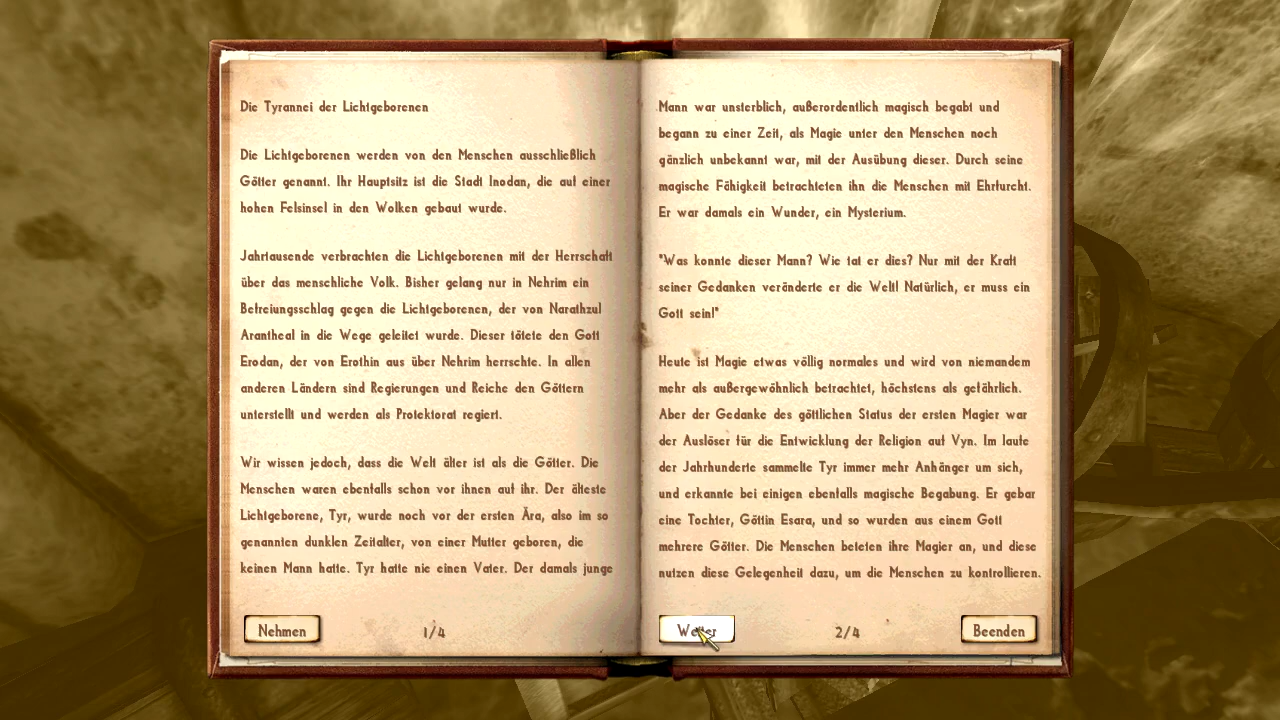 Die Tyrannei der Lichtgeborenen
Die Lichtgeborenen werden von den Menschen ausschließlich
Götter genannt. Ihr Hauptsitz ist die Stadt Inodan, die auf einer
hohen Felsinsel in den Wolken gebaut wurde.
Jahrtausende verbrachten die Lichtgeborenen mit der Herrschaft
über das menschliche Volk. Bisher gelang nur in Nehrim ein
Befreiungsschlag gegen die Lichtgeborenen, der von Narathzul
Arantheal in die Wege geleitet wurde. Dieser tötete den Gott
Erodan, der von Erothin aus über Nehrim herrschte. In allen
anderen Ländern sind Regierungen und Reiche den Göttern
unterstellt und werden als Protektorat regiert.
Wir wissen jedoch, dass die Welt älter ist als die Götter. Die
Menschen waren ebenfalls schon vor ihnen auf ihr. Der älteste
Lichtgeborene, Tyr, wurde noch vor der ersten Ära, also im so
genannten dunklen Zeitalter, von einer Mutter geboren, die
keinen Mann hatte. Tyr hatte nie einen Vater. Der damals junge
Nehmen
1/4
Mann war unsterblich, außerordentlich magisch begabt und
begann zu einer Zeit, als Magie unter den Menschen noch
gänzlich unbekannt war, mit der Ausübung dieser. Durch seine
magische Fähigkeit betrachteten ihn die Menschen mit Ehrfurcht.
Er war damals ein Wunder, ein Mysterium.
"Was konnte dieser Mann? Wie tat er dies? Nur mit der Kraft
seiner Gedanken veränderte er die Welt! Natürlich, er muss ein
Gott sein!"
Heute ist Magie etwas völlig normales und wird von niemandem
mehr als außergewöhnlich betrachtet, höchstens als gefährlich.
Aber der Gedanke des göttlichen Status der ersten Magier war
der Auslöser für die Entwicklung der Religion auf Vyn. Im laufe
der Jahrhunderte sammelte Tyr immer mehr Anhänger um sich,
und erkannte bei einigen ebenfalls magische Begabung. Er gebar
eine Tochter, Göttin Esara, und so wurden aus einem Gott
mehrere Götter. Die Menschen beteten ihre Magier an, und diese
nutzen diese Gelegenheit dazu, um die Menschen zu kontrollieren.
Weiter
2/4
Beenden